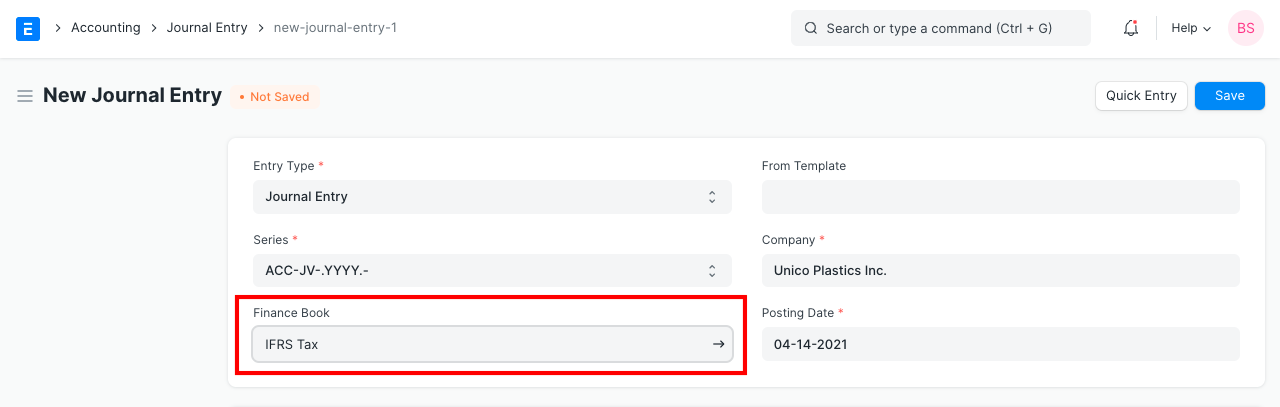 E Accounting Journal Entry new-journal-entry-1 Search or type a command (Ctrl + G) Help BS
New Journal Entry • Not Saved Quick Entry Save
Entry Type * From Template
Journal Entry
Series * Company *
ACC-JV-.YYYY.- Unico Plastics Inc.
Finance Book Posting Date *
IFRS Tax → 04-14-2021